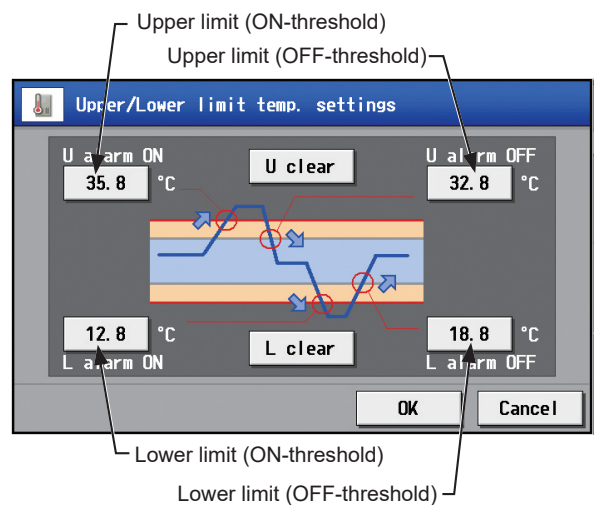 Upper limit (ON-threshold)
Upper limit (OFF-threshold)
Upper/Lower limit temp. settings
U alarm ON
U clear
U alarm OFF
35.8 °C
32.8 °C
12.8 °C
L clear
18.8 °C
L alarm ON
L alarm OFF
OK
Cancel
Lower limit (ON-threshold)
Lower limit (OFF-threshold)